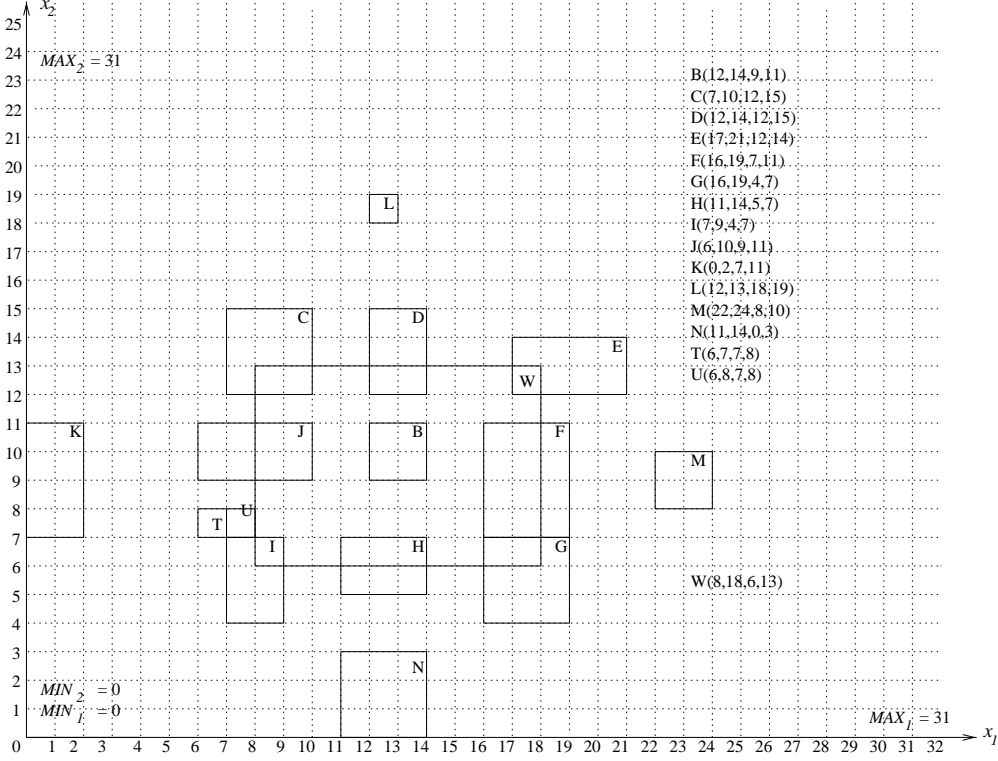 x2
25
24
MAX2 = 31
23
B(12,14,9,11)
22
C(7,10,12,15)
D(12,14,12,15)
21
E(17,21,12,14)
20
F(16,19,7,11)
G(16,19,4,7)
19
L
H(11,14,5,7)
18
I(7,9,4,7)
17
J(6,10,9,11)
K(0,2,7,11)
16
L(12,13,18,19)
15
M(22,24,8,10)
C D
N(11,14,0,3)
14
E
T(6,7,7,8)
13
W
U(6,8,7,8)
12
11
K J B F
10
M
9
8
U
T
7
I H G
6
W(8,18,6,13)
5
4
3
N
2
MIN2 = 0
1
MIN1 = 0
MAX1 = 31
0 1 2 3 4 5 6 7 8 9 10 11 12 13 14 15 16 17 18 19 20 21 22 23 24 25 26 27 28 29 30 31 32
x1